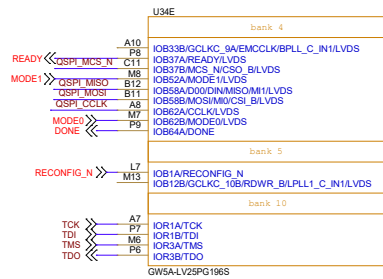 U34E
bank 4
A10 IOB33B/GCLKC_9A/EMCCLK/BPLL_C_IN1/LVDS
READY P8 IOB37A/READY/LVDS
QSPI_MCS_N C11 IOB37B/MCS_N/CSO_B/LVDS
MODE1 M8 IOB52A/MODE1/LVDS
QSPI_MISO B12 IOB58A/D00/DIN/MISO/MI1/LVDS
QSPI_MOSI B11 IOB58B/MOSI/MI0/CSI_B/LVDS
QSPI_CCLK A8 IOB62A/CCLK/LVDS
MODE0 M7 IOB62B/MODE0/LVDS
DONE P9 IOB64A/DONE
bank 5
RECONFIG_N L7 IOB1A/RECONFIG_N
M13 IOB12B/GCLKC_10B/RDWR_B/LBPLL1_C_IN1/LVDS
bank 10
TCK A7 IOR1A/TCK
TDI P7 IOR1B/TDI
TMS M6 IOR3A/TMS
TDO P6 IOR3B/TDO
GW5A-LV25PG196S